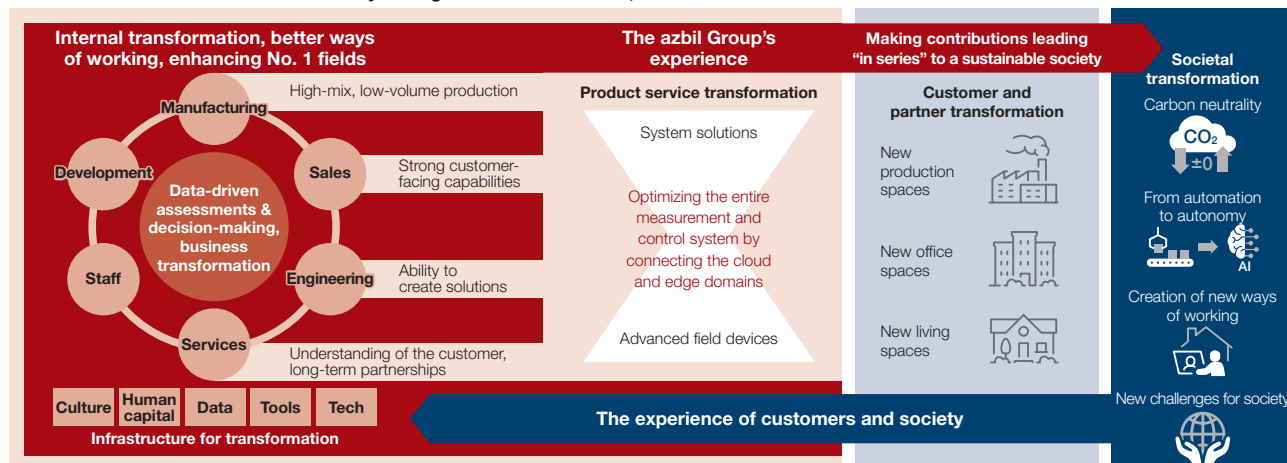 Internal transformation, better ways
of working, enhancing No. 1 fields
Manufacturing
High-mix, low-volume production
Development
Sales
Strong customer-
facing capabilities
Data-driven
assessments &
decision-making,
business
transformation
Staff
Engineering
Ability to
create solutions
Services
Understanding of the customer,
long-term partnerships
Culture
Human
capital
Data
Tools
Tech
Infrastructure for transformation
The azbil Group's
experience
Product service transformation
System solutions
Optimizing the entire
measurement and
control system by
connecting the cloud
and edge domains
Advanced field devices
Making contributions leading
“in series” to a sustainable society
Customer and
partner transformation
New
production
spaces
New office
spaces
New living
spaces
The experience of customers and society
Societal
transformation
Carbon neutrality
CO2
±0
From automation
to autonomy
AI
Creation of new ways
of working
New challenges for society